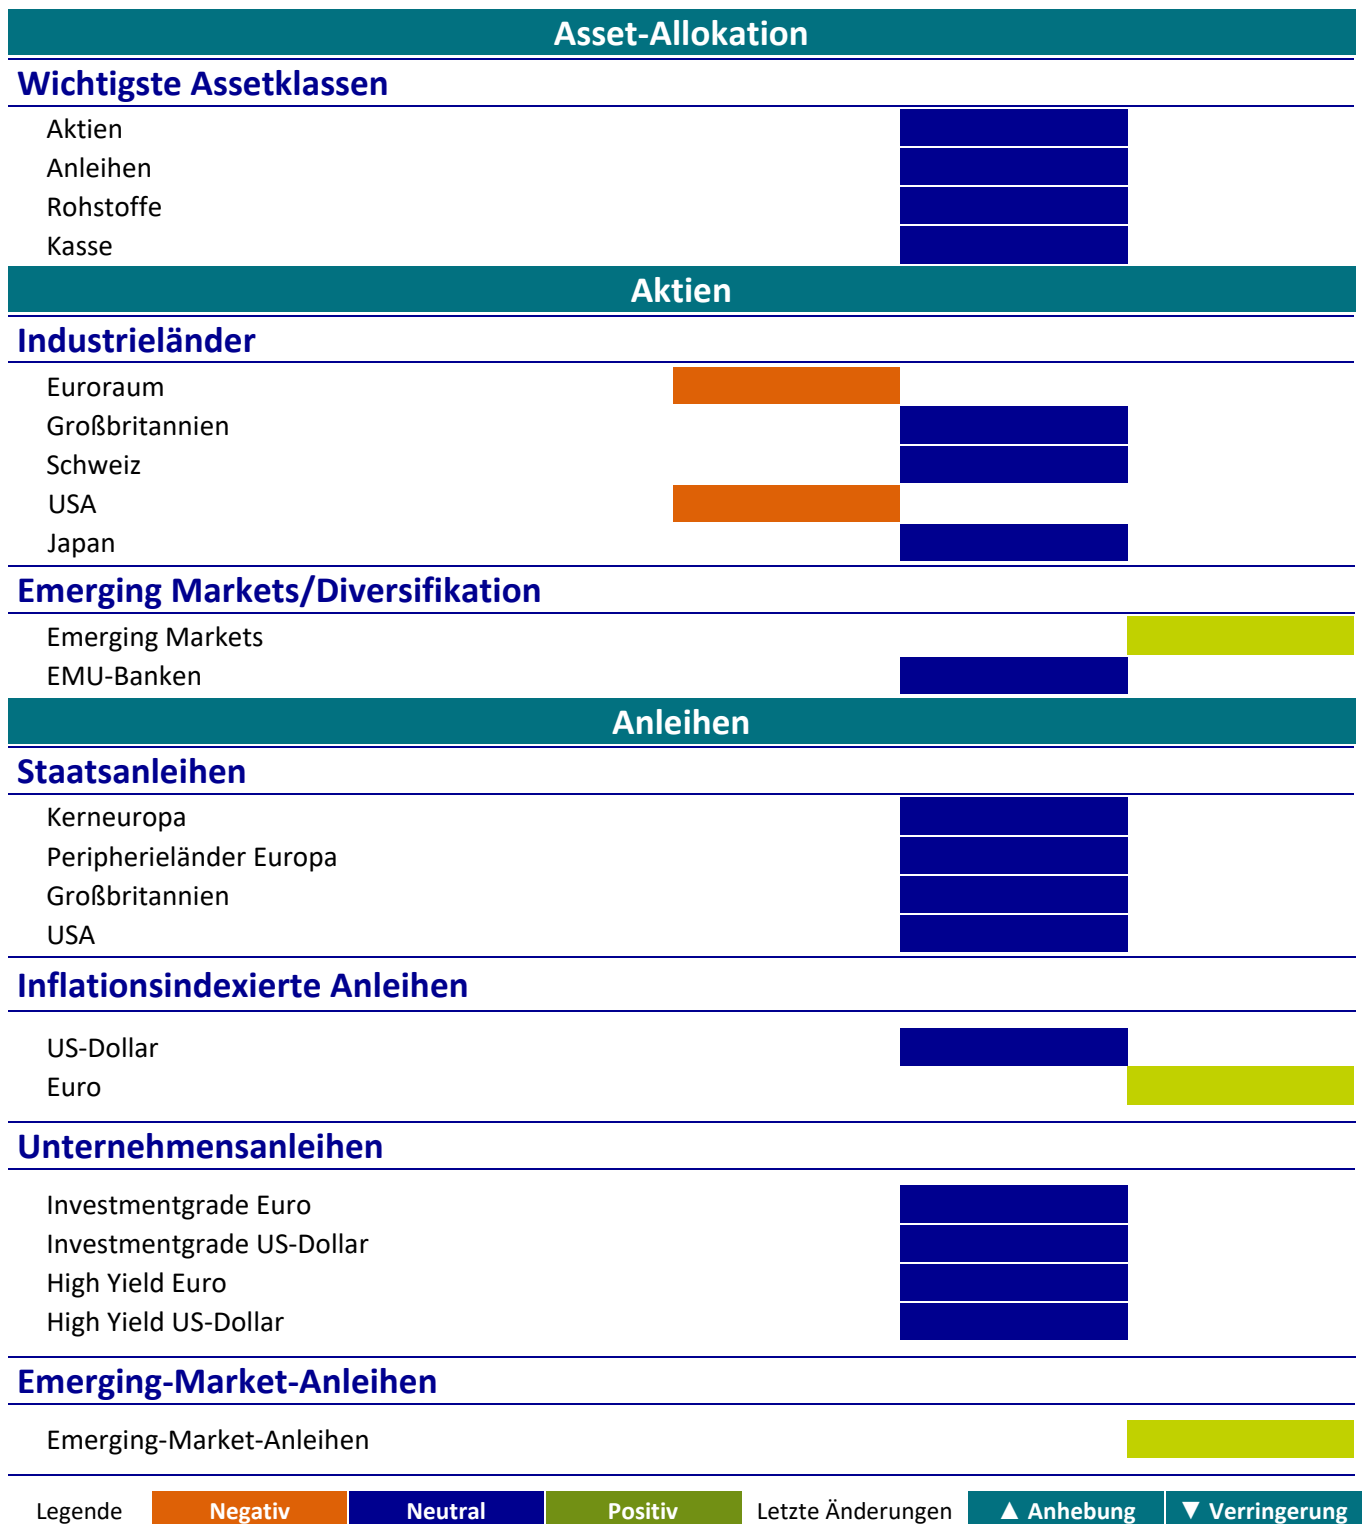 Asset-Allokation
Wichtigste Assetklassen
Aktien
Anleihen
Rohstoffe
Kasse
Aktien
Industrieländer
Euroraum
Großbritannien
Schweiz
USA
Japan
Emerging Markets/Diversifikation
Emerging Markets
EMU-Banken
Anleihen
Staatsanleihen
Kerneuropa
Peripherieländer Europa
Großbritannien
USA
Inflationsindexierte Anleihen
US-Dollar
Euro
Unternehmensanleihen
Investmentgrade Euro
Investmentgrade US-Dollar
High Yield Euro
High Yield US-Dollar
Emerging-Market-Anleihen
Emerging-Market-Anleihen
Legende Negativ Neutral Positiv Letzte Änderungen ▲ Anhebung ▼ Verringerung